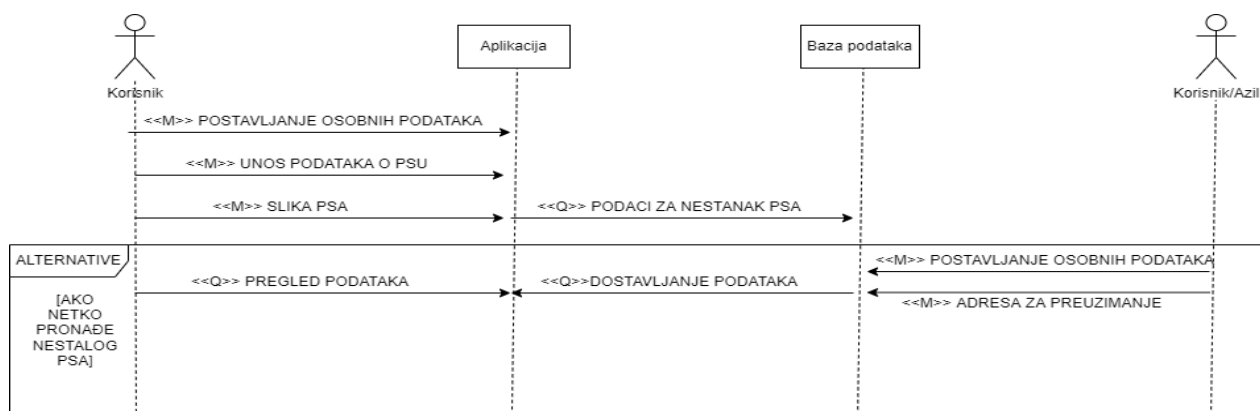 Korisnik
Aplikacija
Baza podataka
Korisnik/Azil
<<M>> POSTAVLJANJE OSOBNIH PODATAKA
<<M>> UNOS PODATAKA O PSU
<<M>> SLIKA PSA
<<Q>> PODACI ZA NESTANAK PSA
ALTERNATIVE
<<M>> POSTAVLJANJE OSOBNIH PODATAKA
<<Q>> PREGLED PODATAKA
<<Q>>DOSTAVLJANJE PODATAKA
<<M>> ADRESA ZA PREUZIMANJE
[AKO
NETKO
PRONAĐE
NESTALOG
PSA]